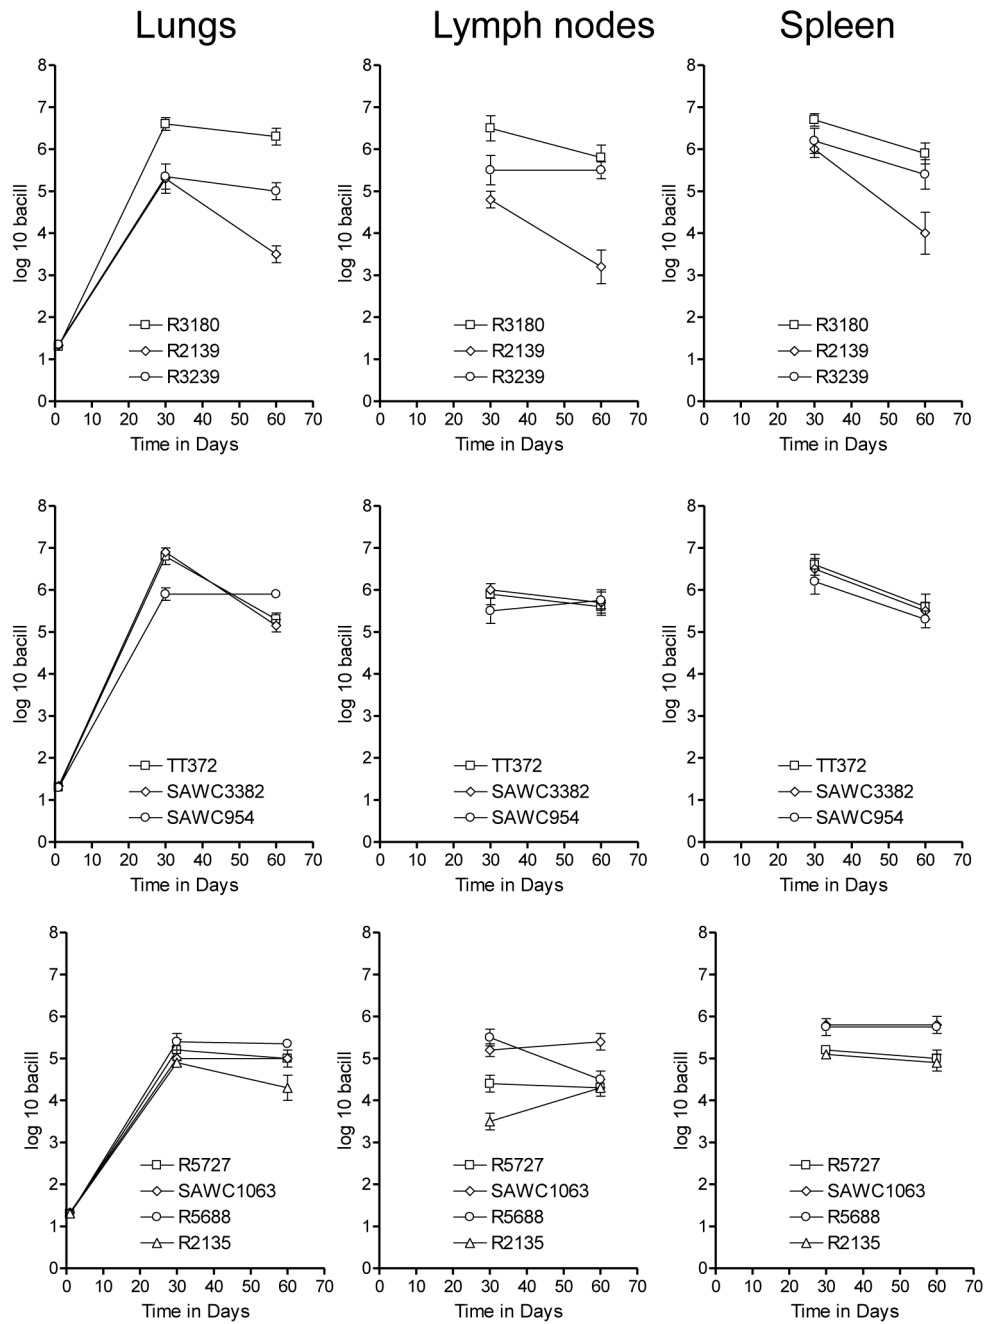 Lungs Lymph nodes Spleen
8 8 8
7 7 7
6 6 6
5 5 5
4 4 4
3 3 3
2 2 2
1 1 1
0 0 0
log 10 bacill log 10 bacill log 10 bacill
R3180 R3180 R3180
R2139 R2139 R2139
R3239 R3239 R3239
0 10 20 30 40 50 60 70 0 10 20 30 40 50 60 70 0 10 20 30 40 50 60 70
Time in Days Time in Days Time in Days
8 8 8
7 7 7
6 6 6
5 5 5
4 4 4
3 3 3
2 2 2
1 1 1
0 0 0
log 10 bacill log 10 bacill log 10 bacill
TT372 TT372 TT372
SAWC3382 SAWC3382 SAWC3382
SAWC954 SAWC954 SAWC954
0 10 20 30 40 50 60 70 0 10 20 30 40 50 60 70 0 10 20 30 40 50 60 70
Time in Days Time in Days Time in Days
8 8 8
7 7 7
6 6 6
5 5 5
4 4 4
3 3 3
2 2 2
1 1 1
0 0 0
log 10 bacill log 10 bacill log 10 bacill
R5727 R5727 R5727
SAWC1063 SAWC1063 SAWC1063
R5688 R5688 R5688
R2135 R2135 R2135
0 10 20 30 40 50 60 70 0 10 20 30 40 50 60 70 0 10 20 30 40 50 60 70
Time in Days Time in Days Time in Days